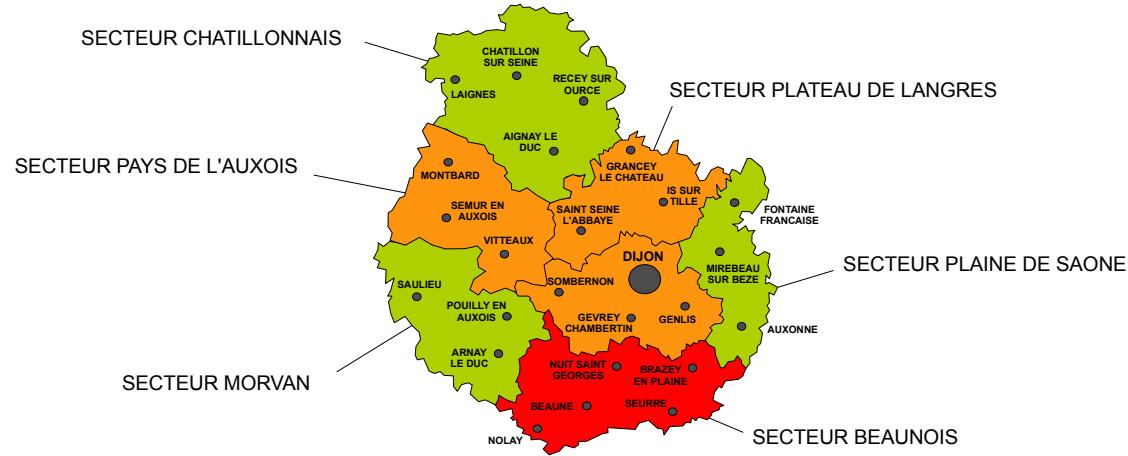 SECTEUR CHATILLONNAIS
CHATILLON
SUR SEINE
LAIGNES
RECEY SUR
OURCE
SECTEUR PLATEAU DE LANGRES
AIGNAY LE
DUC
SECTEUR PAYS DE L'AUXOIS
MONTBARD
GRANCEY
LE CHATEAU
IS SUR
TILLE
SEMUR EN
AUXOIS
SAINT SEINE
L'ABBAYE
FONTAINE
FRANCAISE
VITTEAUX
DIJON
MIREBEAU
SUR BEZE
SECTEUR PLAINE DE SAONE
SAULIEU
SOMBERNON
POUILLY EN
AUXOIS
GEVREY
CHAMBERTIN
GENLIS
AUXONNE
ARNAY
LE DUC
NUIT SAINT
GEORGES
BRAZEY
EN PLAINE
SECTEUR MORVAN
BEAUNE
SEURRE
NOLAY
SECTEUR BEAUNOIS